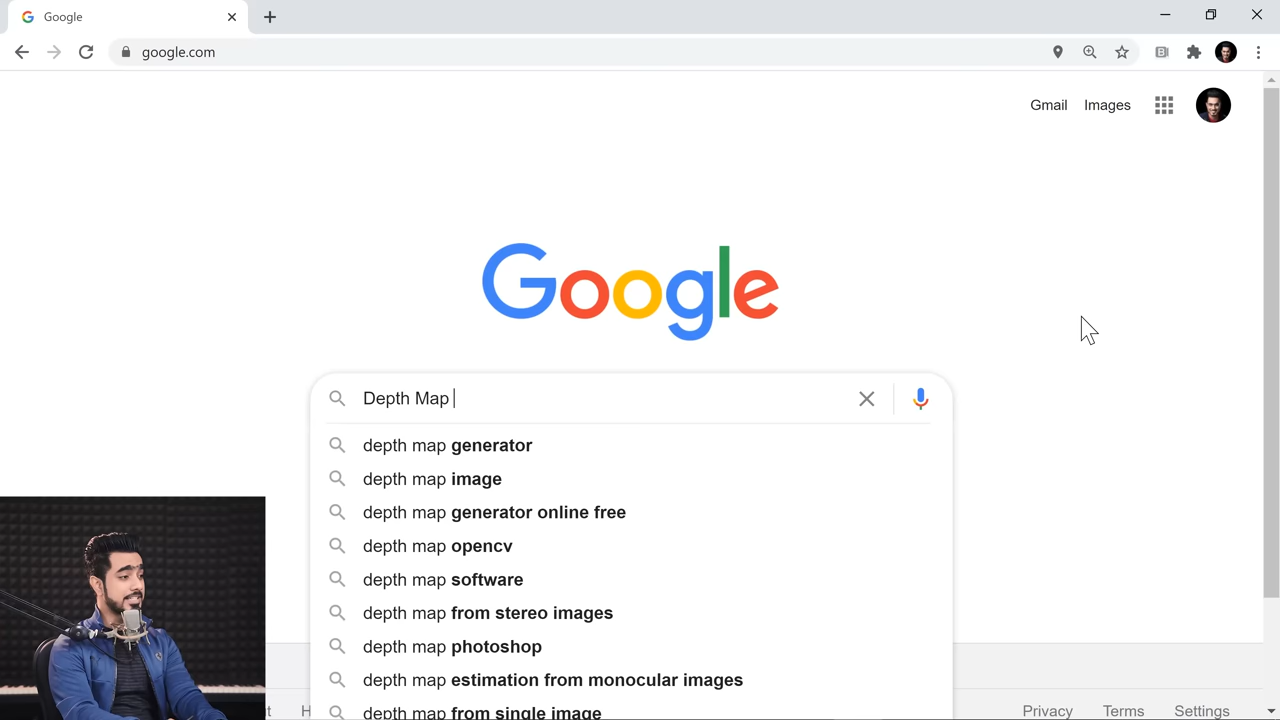 Google
google.com
Gmail Images
Google
Depth Map
depth map generator
depth map image
depth map generator online free
depth map opencv
depth map software
depth map from stereo images
depth map photoshop
depth map estimation from monocular images
depth map from single image
Privacy Terms Settings